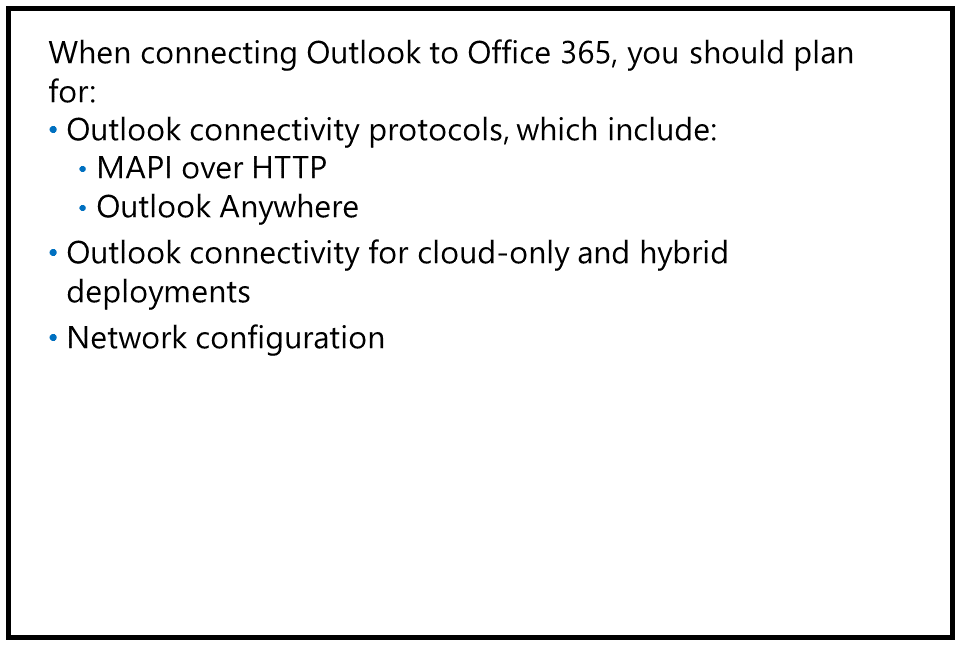 When connecting Outlook to Office 365, you should plan
for:
• Outlook connectivity protocols, which include:
• MAPI over HTTP
• Outlook Anywhere
• Outlook connectivity for cloud-only and hybrid
deployments
• Network configuration